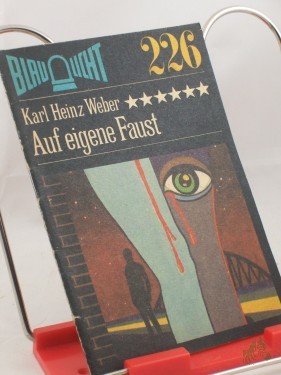 BLAULICHT
226
Karl Heinz Weber ★★★★★★
Auf eigene Faust